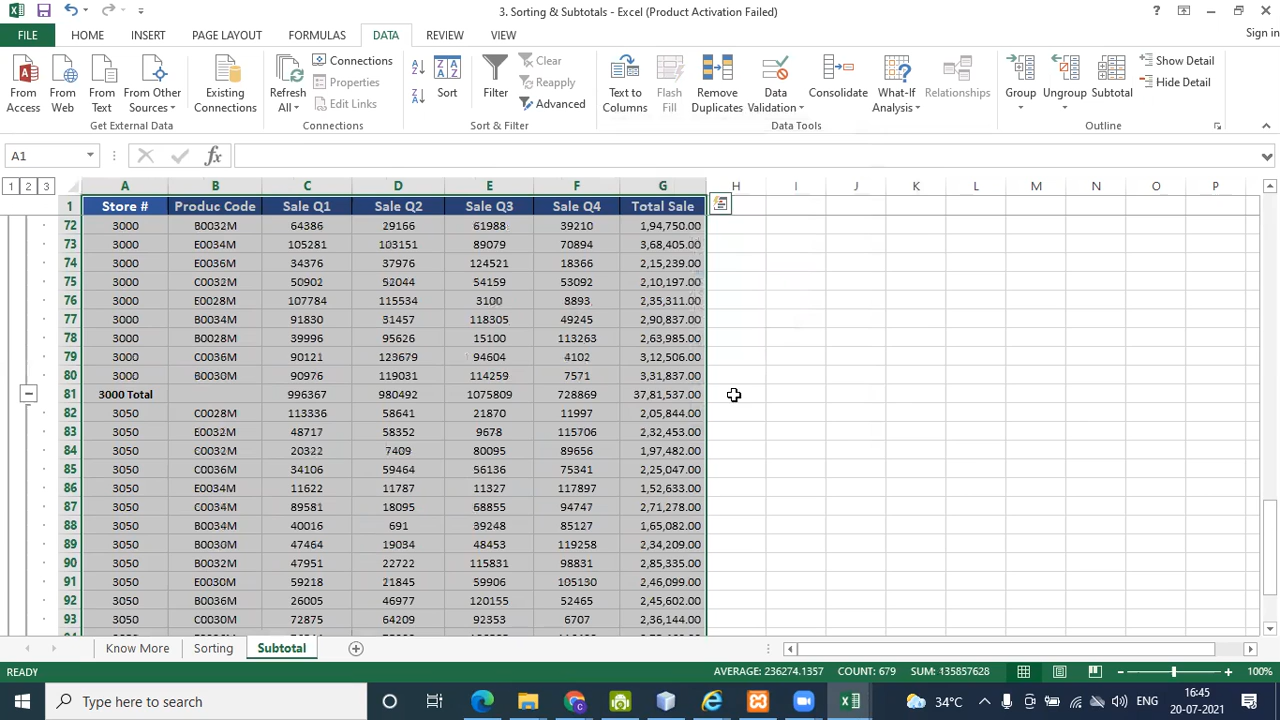 3. Sorting & Subtotals - Excel (Product Activation Failed)
FILE HOME INSERT PAGE LAYOUT FORMULAS DATA REVIEW VIEW Sign in
From Access
From Web
From Text
From Other Sources
Existing Connections
Get External Data
Refresh All
Connections
Properties
Edit Links
Connections
Sort
Filter
Clear
Reapply
Advanced
Sort & Filter
Text to Columns
Flash Fill
Remove Duplicates
Data Validation
Consolidate
What-If Analysis
Relationships
Data Tools
Group
Ungroup
Subtotal
Show Detail
Hide Detail
Outline
A1 fx
1 2 3 A B C D E F G H I J K L M N O P
1 Store # Produc Code Sale Q1 Sale Q2 Sale Q3 Sale Q4 Total Sale
72 3000 B0032M 64386 29166 61988 39210 1,94,750.00
73 3000 E0034M 105281 103151 89079 70894 3,68,405.00
74 3000 E0036M 34376 37976 124521 18366 2,15,239.00
75 3000 C0032M 50902 52044 54159 53092 2,10,197.00
76 3000 E0028M 107784 115534 3100 8893 2,35,311.00
77 3000 B0034M 91830 31457 118305 49245 2,90,837.00
78 3000 B0028M 39996 95626 15100 113263 2,63,985.00
79 3000 C0036M 90121 123679 94604 4102 3,12,506.00
80 3000 B0030M 90976 119031 114259 7571 3,31,837.00
81 3000 Total 996367 980492 1075809 728869 37,81,537.00
82 3050 C0028M 113336 58641 21870 11997 2,05,844.00
83 3050 E0032M 48717 58352 9678 115706 2,32,453.00
84 3050 C0032M 20322 7409 80095 89656 1,97,482.00
85 3050 C0036M 34106 59464 56136 75341 2,25,047.00
86 3050 E0034M 11622 11787 11327 117897 1,52,633.00
87 3050 C0034M 89581 18095 68855 94747 2,71,278.00
88 3050 B0034M 40016 691 39248 85127 1,65,082.00
89 3050 B0030M 47464 19034 48453 119258 2,34,209.00
90 3050 B0032M 47951 22722 115831 98831 2,85,335.00
91 3050 E0030M 59218 21845 59906 105130 2,46,099.00
92 3050 B0036M 26005 46977 120155 52465 2,45,602.00
93 3050 C0030M 72875 64209 92353 6707 2,36,144.00
Know More Sorting Subtotal
READY AVERAGE: 236274.1357 COUNT: 679 SUM: 135857628 100%
Type here to search 34°C ENG 16:45
20-07-2021